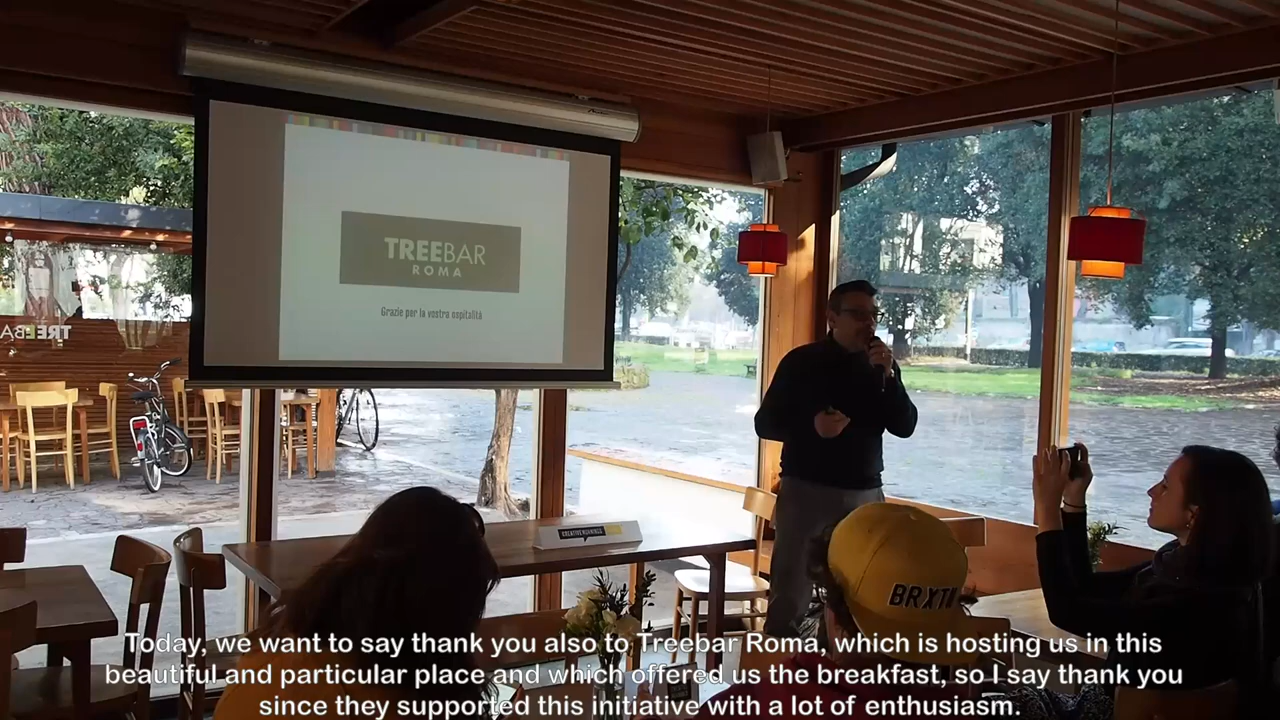 TREEBAR
ROMA
Grazie per la vostra ospitalità
TREEBA
CREATIVEMORNINGS
BRXTN
Today, we want to say thank you also to Treebar Roma, which is hosting us in this
beautiful and particular place and which offered us the breakfast, so I say thank you
since they supported this initiative with a lot of enthusiasm.